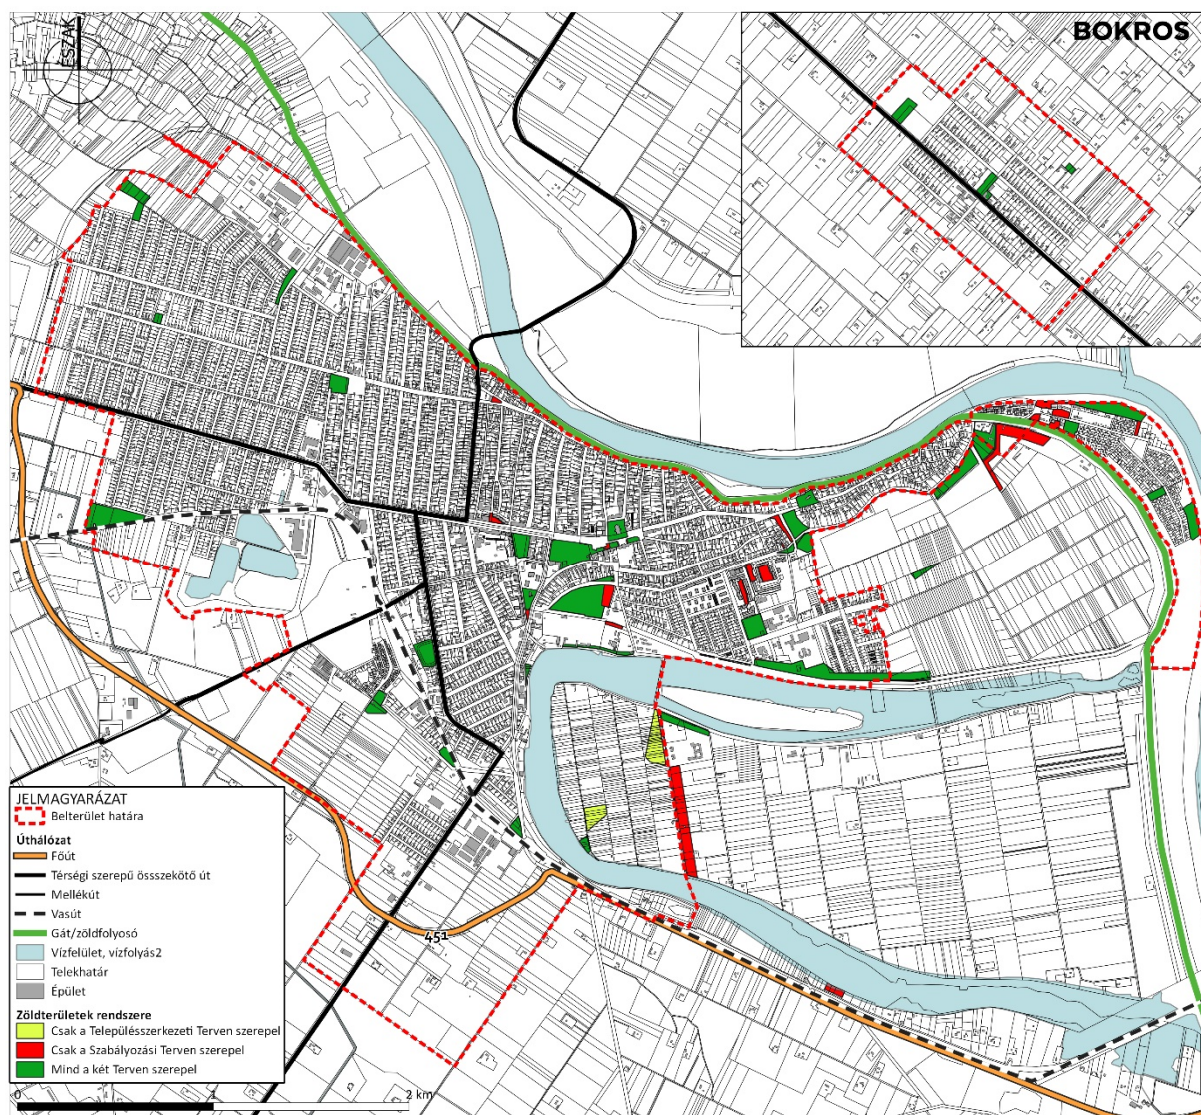 ÉSZAK
BOKROS
451
JELMAGYARÁZAT
Belterület határa
Úthálózat
Főút
Térségi szerepű össszekötő út
Mellékút
Vasút
Gát/zöldfolyosó
Vízfelület, vízfolyás2
Telekhatár
Épület
Zöldterületek rendszere
Csak a Településszerkezeti Terven szerepel
Csak a Szabályozási Terven szerepel
Mind a két Terven szerepel
0 1 2 km